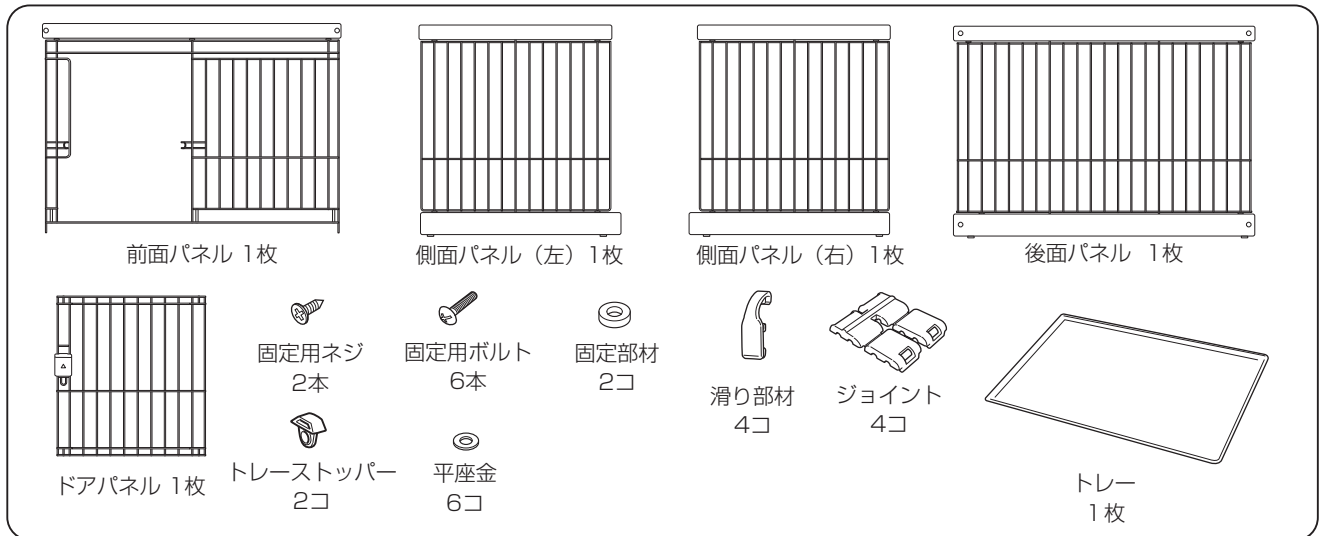 前面パネル 1枚
側面パネル（左）1枚
側面パネル（右）1枚
後面パネル 1枚
固定用ネジ
2本
固定用ボルト
6本
固定部材
2コ
滑り部材
4コ
ジョイント
4コ
ドアパネル 1枚
トレーストッパー
2コ
平座金
6コ
トレー
1枚